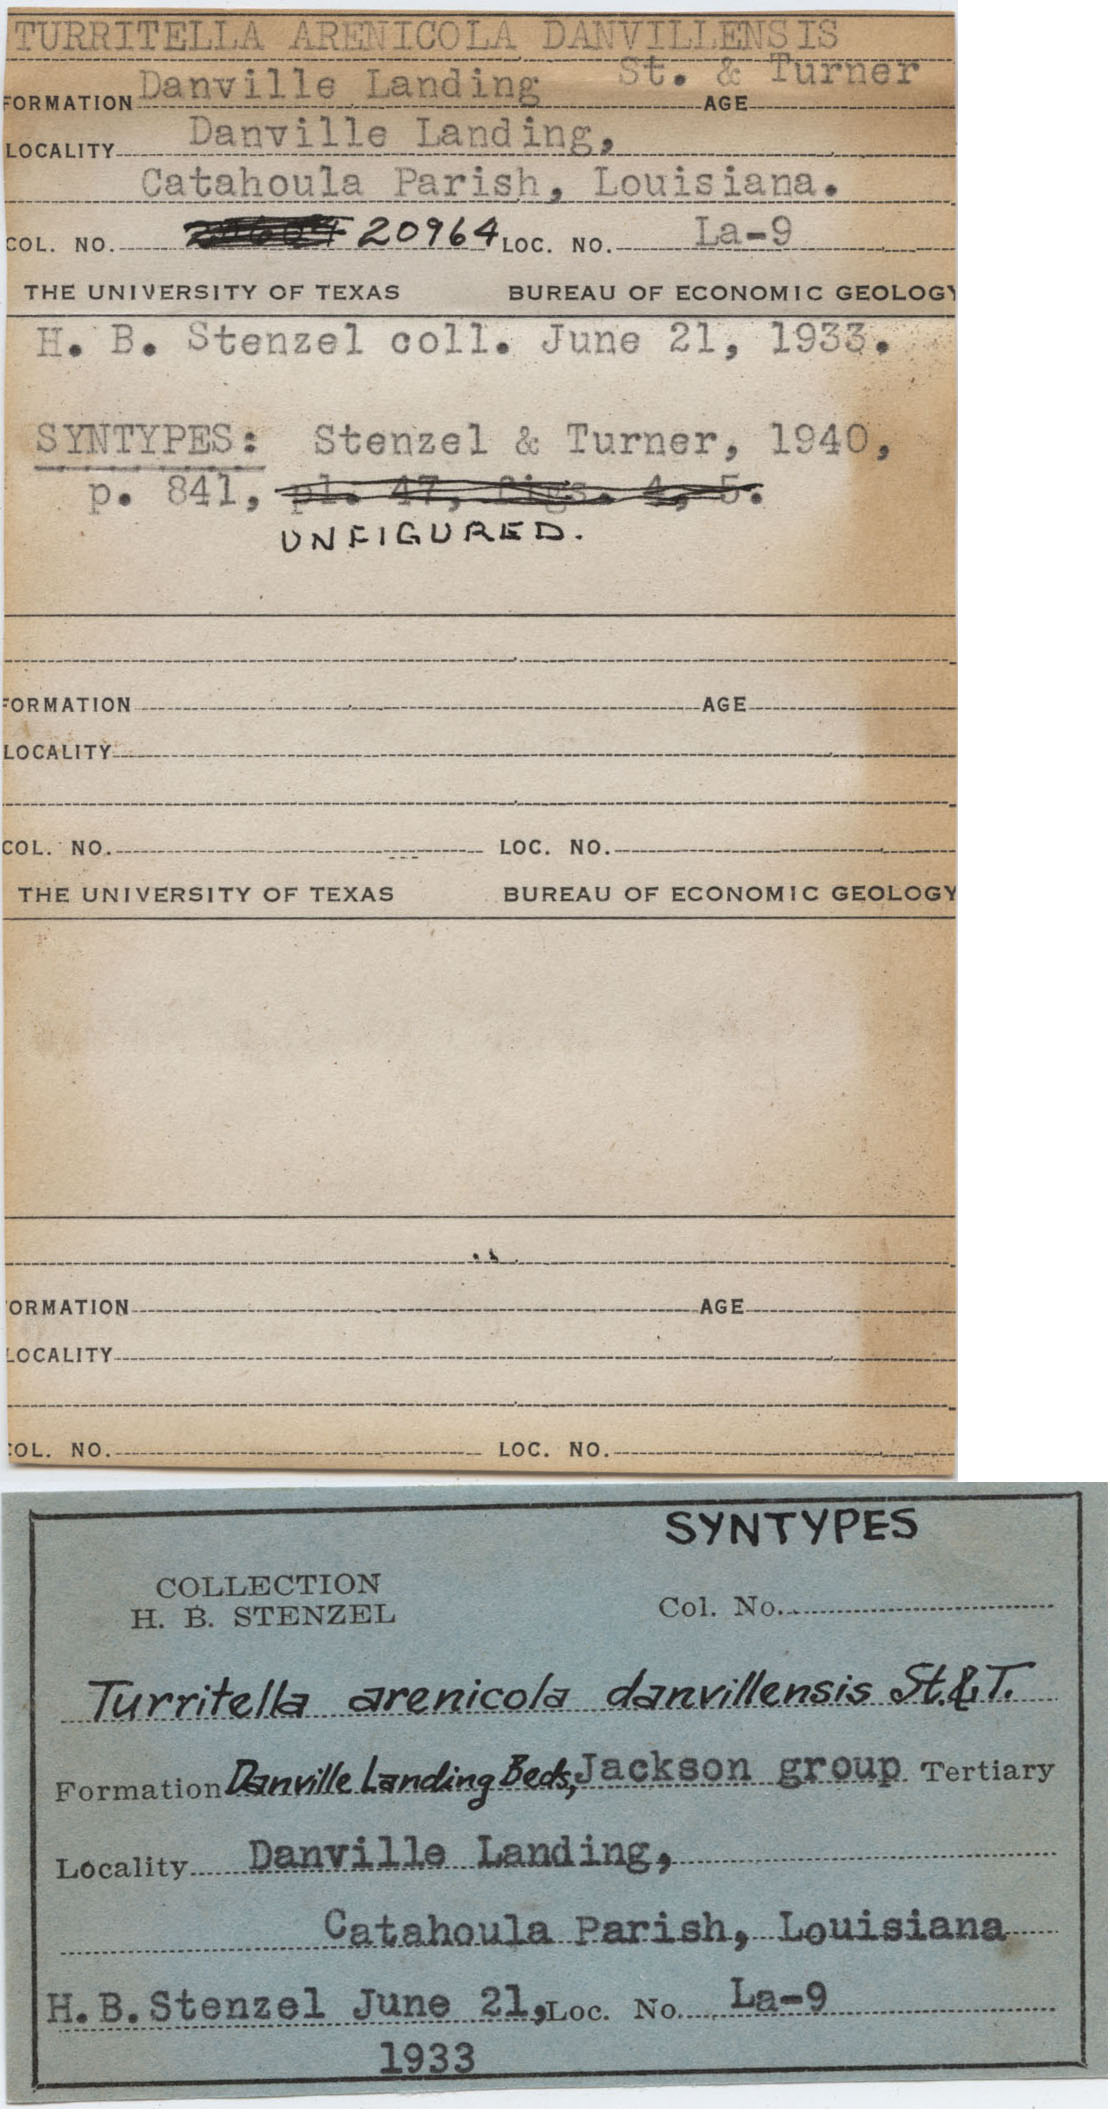 TURRITELLA ARENICOLA DANVILLENSIS
St. & Turner
FORMATION Danville Landing AGE
LOCALITY Danville Landing,
Catahoula Parish, Louisiana.
COL. NO. 20964 LOC. NO. La-9
THE UNIVERSITY OF TEXAS BUREAU OF ECONOMIC GEOLOGY
H. B. Stenzel coll. June 21, 1933.
SYNTYPES: Stenzel & Turner, 1940,
p. 841, pl. 47, figs. 4, 5.
UNFIGURED.
FORMATION AGE
LOCALITY
COL. NO. LOC. NO.
THE UNIVERSITY OF TEXAS BUREAU OF ECONOMIC GEOLOGY
ORMATION AGE
LOCALITY
COL. NO. LOC. NO.
SYNTYPES
COLLECTION
H. B. STENZEL Col. No.
Turritella arenicola danvillensis St. & T.
Formation Danville Landing Beds, Jackson group Tertiary
Locality Danville Landing,
Catahoula Parish, Louisiana
H. B. Stenzel June 21, Loc. No. La-9
1933